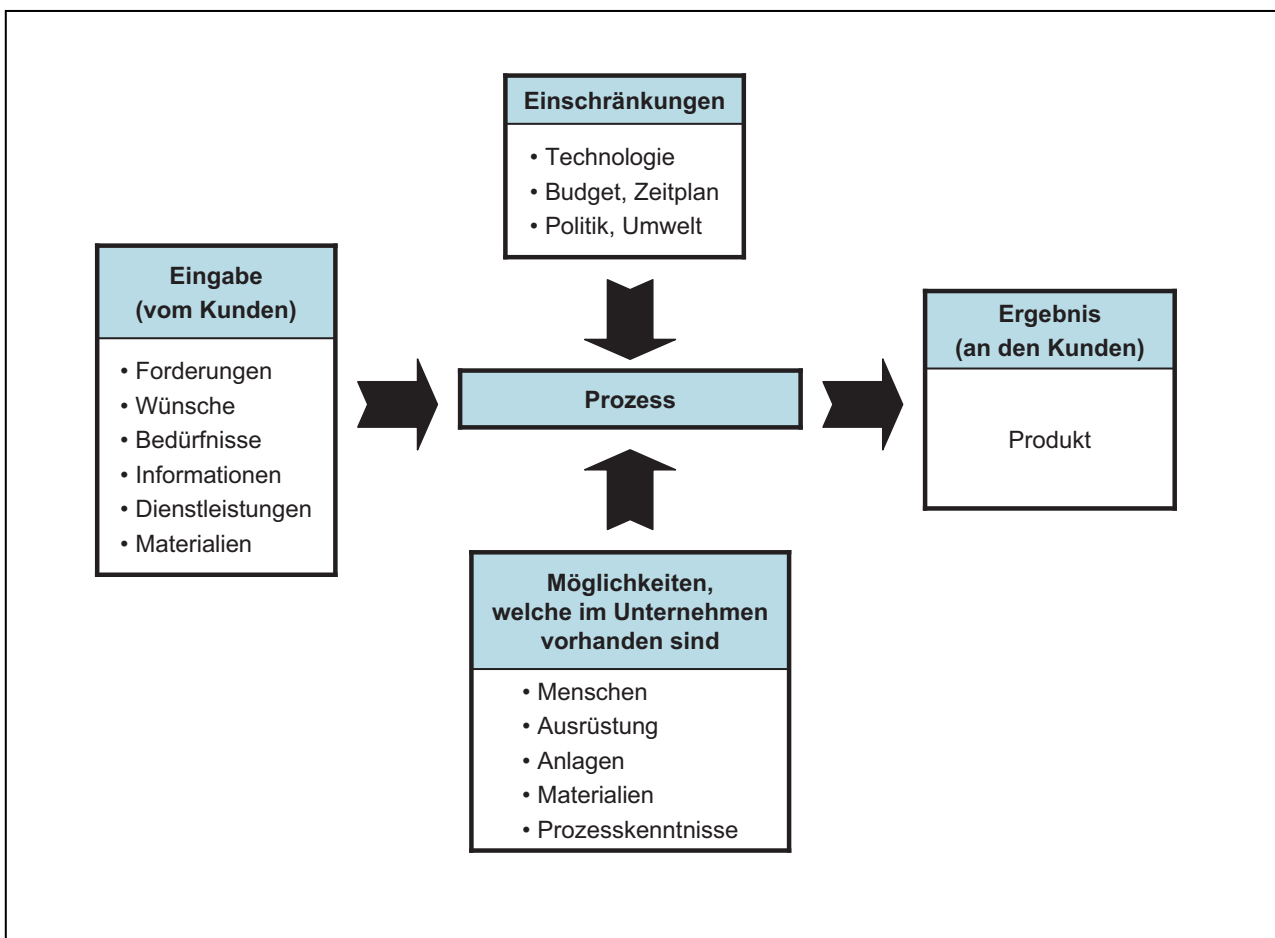 Einschränkungen
• Technologie
• Budget, Zeitplan
• Politik, Umwelt
Eingabe
(vom Kunden)
• Forderungen
• Wünsche
• Bedürfnisse
• Informationen
• Dienstleistungen
• Materialien
Prozess
Ergebnis
(an den Kunden)
Produkt
Möglichkeiten,
welche im Unternehmen
vorhanden sind
• Menschen
• Ausrüstung
• Anlagen
• Materialien
• Prozesskenntnisse